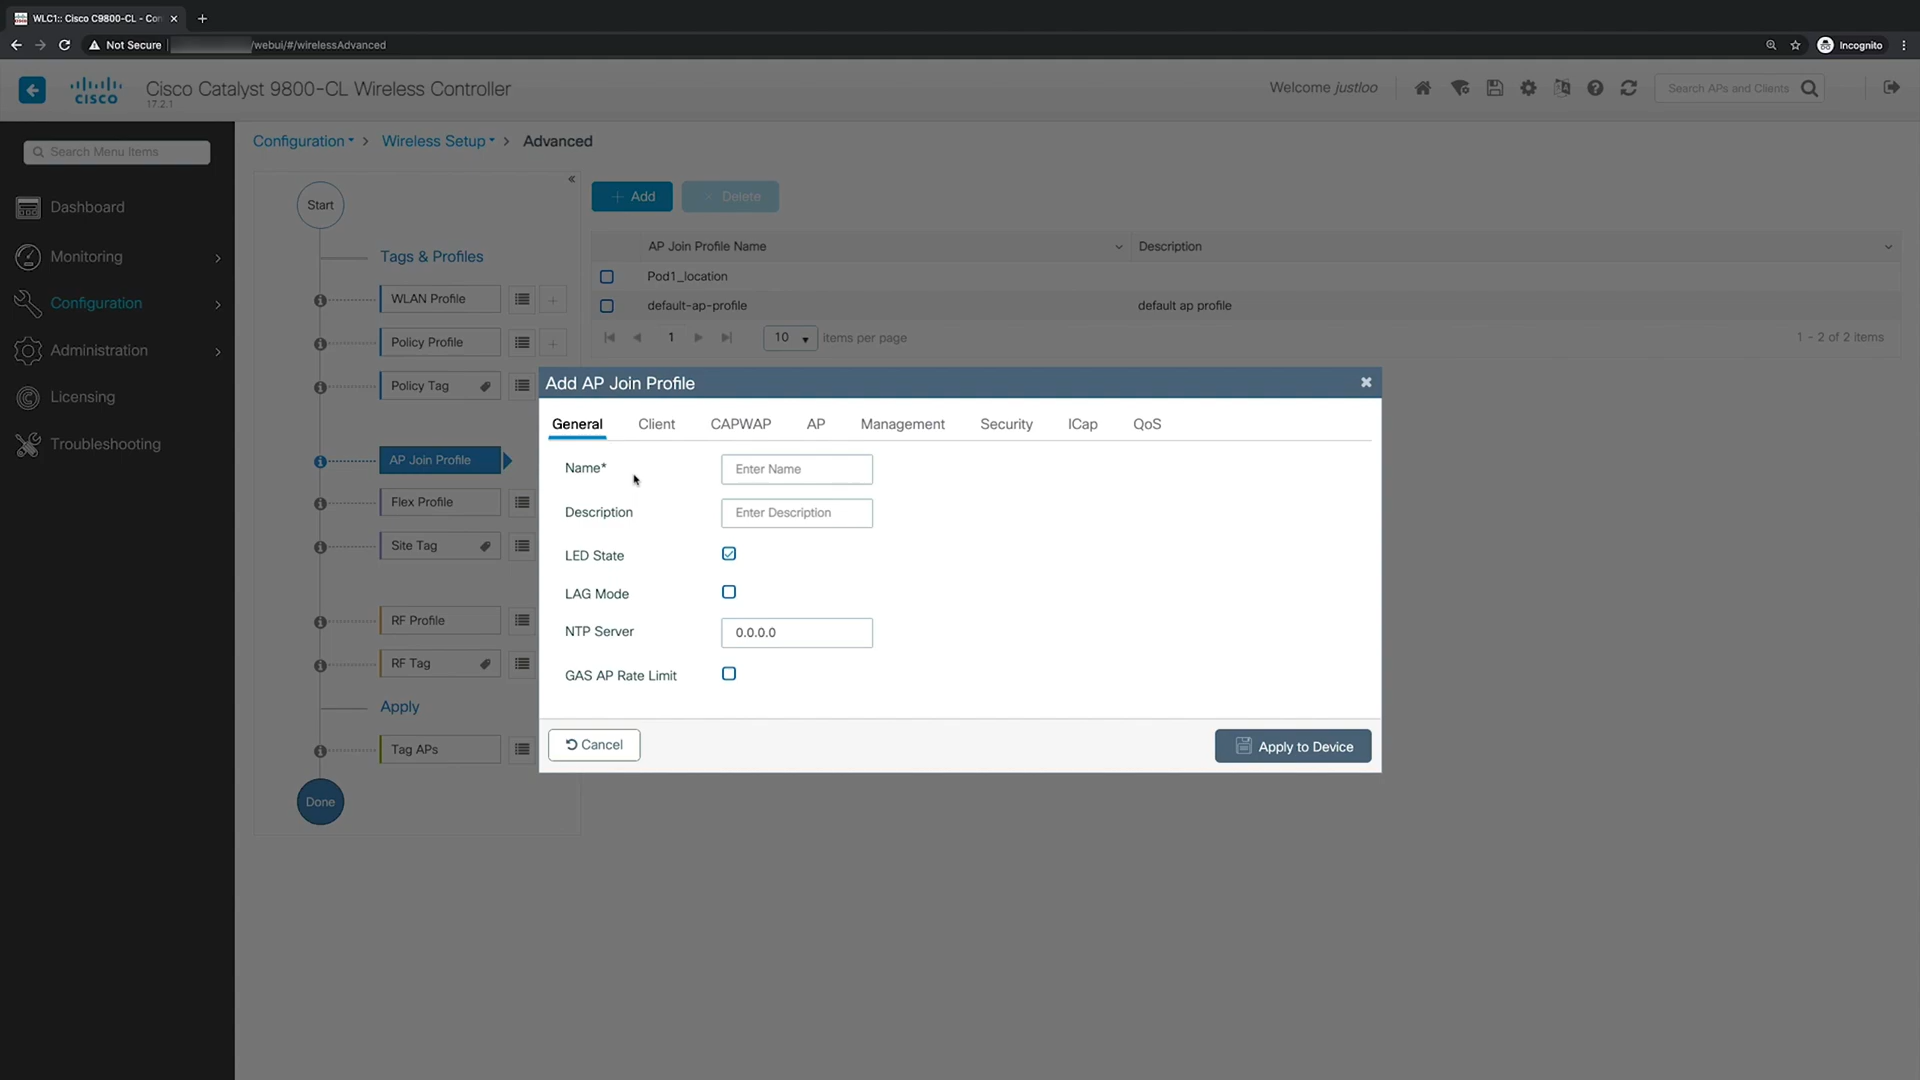 WLC1:: Cisco C9800-CL - Con
Not Secure
/webui/#/wirelessAdvanced
Incognito
CISCO
Cisco Catalyst 9800-CL Wireless Controller
17.2.1
Welcome justloo
Search APs and Clients
Search Menu Items
Dashboard
Monitoring
Configuration
Administration
Licensing
Troubleshooting
Configuration > Wireless Setup > Advanced
Start
Tags & Profiles
WLAN Profile
Policy Profile
Policy Tag
AP Join Profile
Flex Profile
Site Tag
RF Profile
RF Tag
Apply
Tag APs
Done
+ Add
× Delete
AP Join Profile Name
Description
Pod1_location
default-ap-profile
default ap profile
1
10
items per page
1 - 2 of 2 items
Add AP Join Profile
General
Client
CAPWAP
AP
Management
Security
ICap
QoS
Name*
Enter Name
Description
Enter Description
LED State
LAG Mode
NTP Server
0.0.0.0
GAS AP Rate Limit
Cancel
Apply to Device